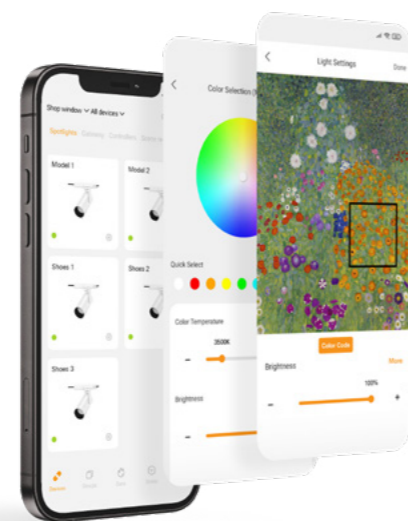 Shop window All devices
Spotlights Gateway Controllers
Model 1
Model 2
Shoes 1
Shoes 2
Shoes 3
Devices
Color Selection
Quick Select
Color Temperature
3500K
Brightness
Light Settings
Done
Color Code
Brightness
More
100%